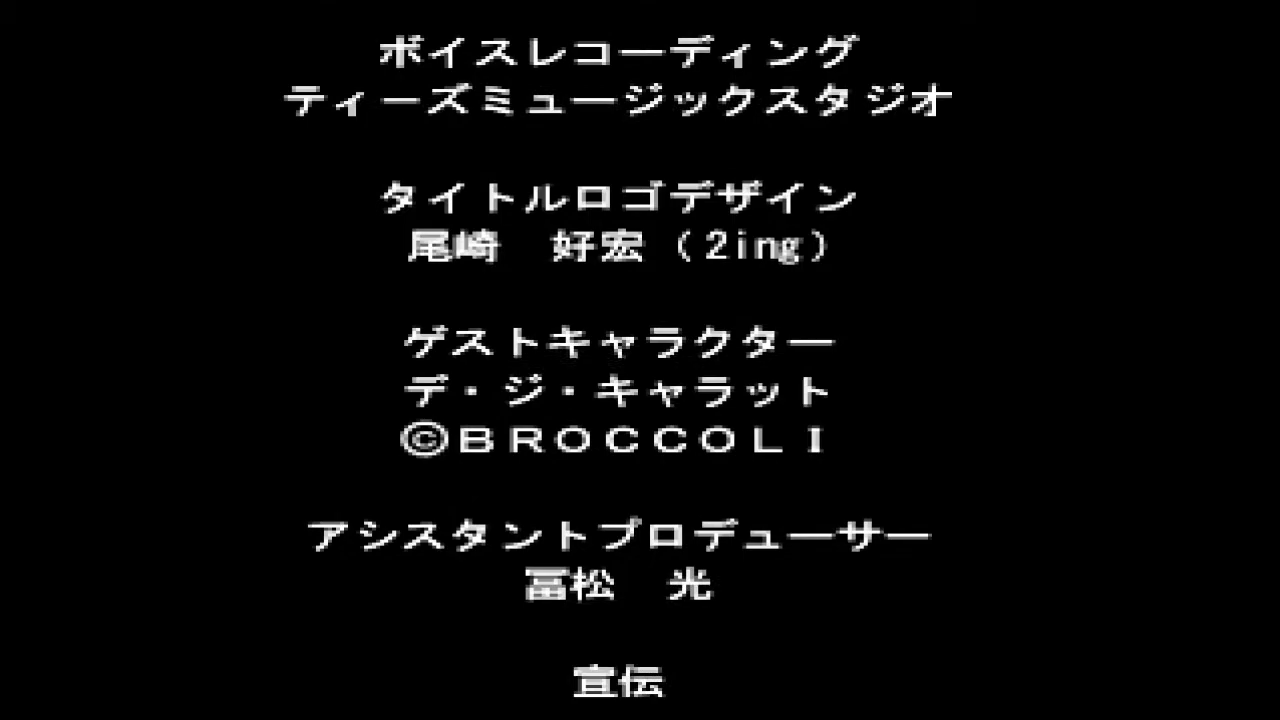 ボイスレコーディング
ティーズミュージックスタジオ
タイトルロゴデザイン
尾崎　好宏（2ing）
ゲストキャラクター
デ・ジ・キャラット
©ＢＲＯＣＣＯＬＩ
アシスタントプロデューサー
冨松　光
宣伝